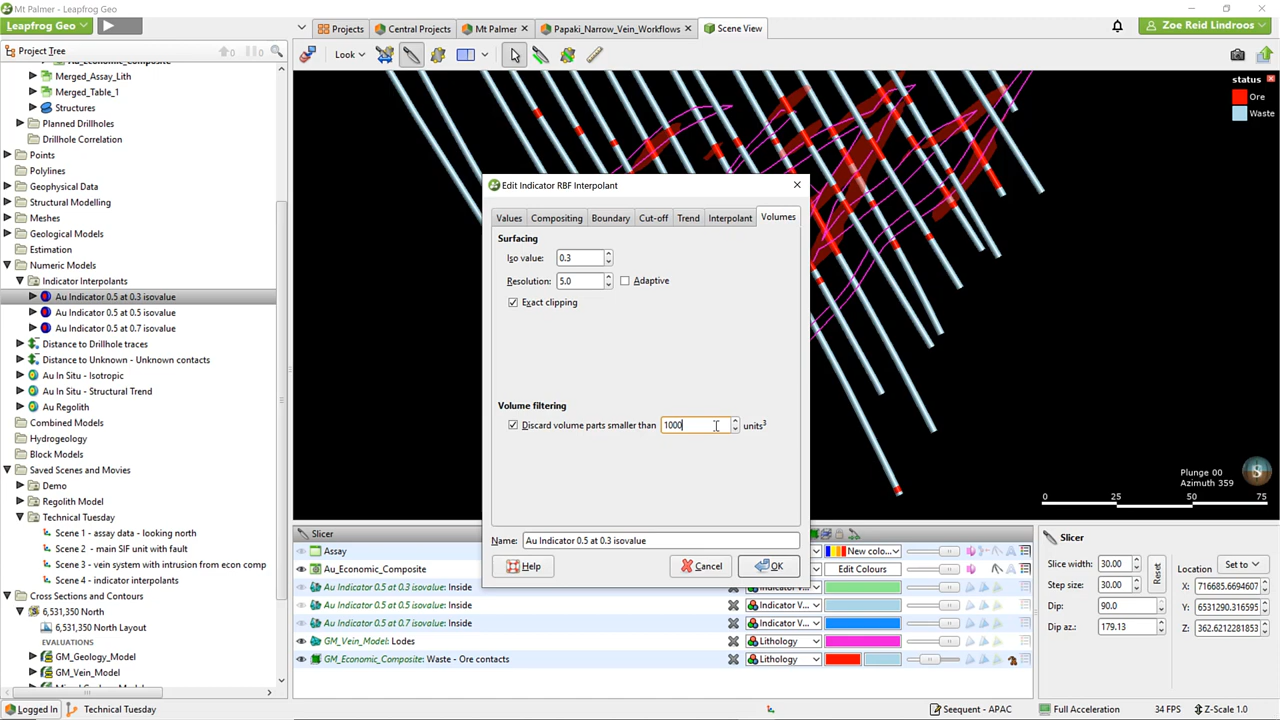 Mt Palmer - Leapfrog Geo
Leapfrog Geo
Projects
Central Projects
Mt Palmer
Papaki_Narrow_Vein_Workflows
Scene View
Zoe Reid Lindroos
Project Tree
0
0
Look
Au_Economic_Composite
Merged_Assay_Lith
Merged_Table_1
Structures
Planned Drillholes
Drillhole Correlation
Points
Polylines
Geophysical Data
Structural Modelling
Meshes
Geological Models
Estimation
Numeric Models
Indicator Interpolants
Au Indicator 0.5 at 0.3 isovalue
Au Indicator 0.5 at 0.5 isovalue
Au Indicator 0.5 at 0.7 isovalue
Distance to Drillhole traces
Distance to Unknown - Unknown contacts
Au In Situ - Isotropic
Au In Situ - Structural Trend
Au Regolith
Combined Models
Hydrogeology
Block Models
Saved Scenes and Movies
Demo
Regolith Model
Technical Tuesday
Scene 1 - assay data - looking north
Scene 2 - main SIF unit with fault
Scene 3 - vein system with intrusion from econ comp
Scene 4 - indicator interpolants
Cross Sections and Contours
6,531,350 North
6,531,350 North Layout
EVALUATIONS
GM_Geology_Model
GM_Vein_Model
status
Ore
Waste
Edit Indicator RBF Interpolant
Values
Compositing
Boundary
Cut-off
Trend
Interpolant
Volumes
Surfacing
Iso value:
0.3
Resolution:
5.0
Adaptive
Exact clipping
Volume filtering
Discard volume parts smaller than
1000
units³
Name:
Au Indicator 0.5 at 0.3 isovalue
Help
Cancel
OK
Plunge 00
Azimuth 359
0
25
50
75
Slicer
Assay
New colo...
Au_Economic_Composite
Edit Colours
Au Indicator 0.5 at 0.3 isovalue: Inside
Indicator V...
Au Indicator 0.5 at 0.5 isovalue: Inside
Indicator V...
Au Indicator 0.5 at 0.7 isovalue: Inside
Indicator V...
GM_Vein_Model: Lodes
Lithology
GM_Economic_Composite: Waste - Ore contacts
Lithology
Slicer
Slice width:
30.00
Step size:
30.00
Dip:
90.0
Dip az.:
179.13
Reset
Location
Set to
X:
716685.6694607
Y:
6531290.316595
Z:
362.6212281853
Logged In
Technical Tuesday
Seequent - APAC
Full Acceleration
34 FPS
Z-Scale 1.0